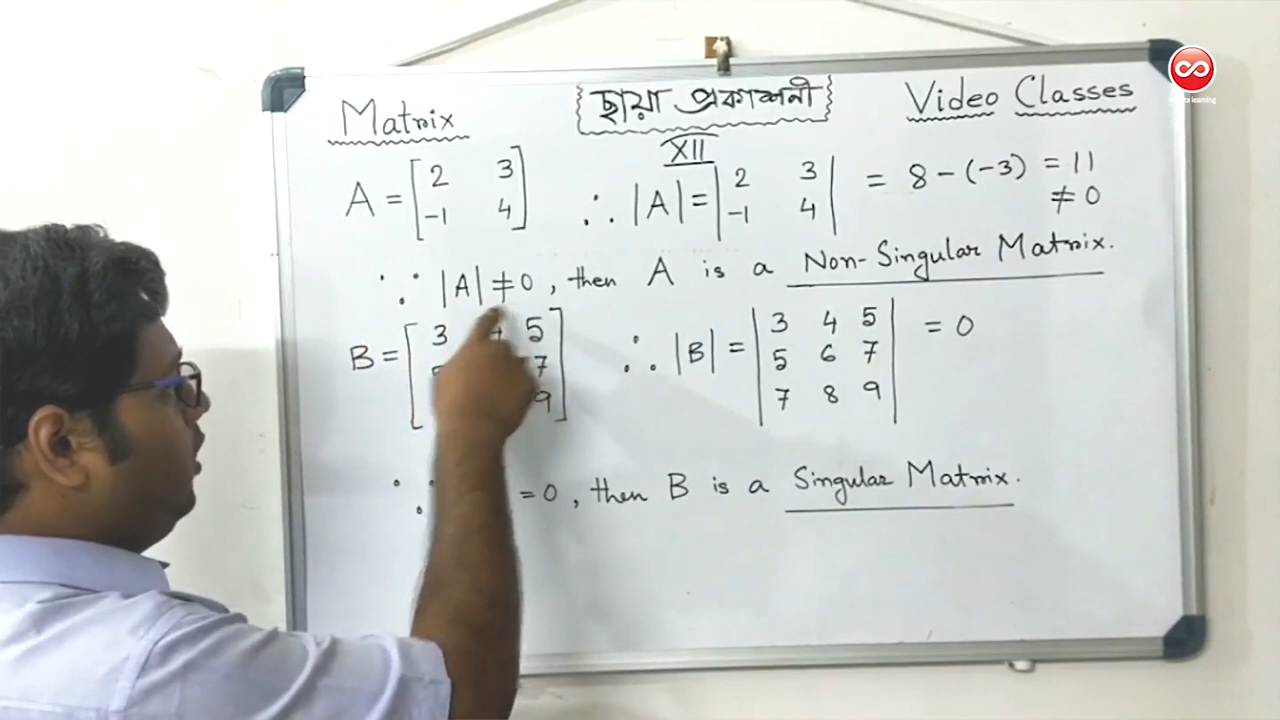 Matrix ছায়া প্রকাশনী Video Classes
XII
A = [2 3
-1 4] ∴ |A| = |2 3
-1 4| = 8 - (-3) = 11
≠ 0
∵ |A| ≠ 0, then A is a Non-Singular Matrix.
B = [3 4 5
7
9] ∴ |B| = |3 4 5
5 6 7
7 8 9| = 0
= 0, then B is a Singular Matrix.
learning